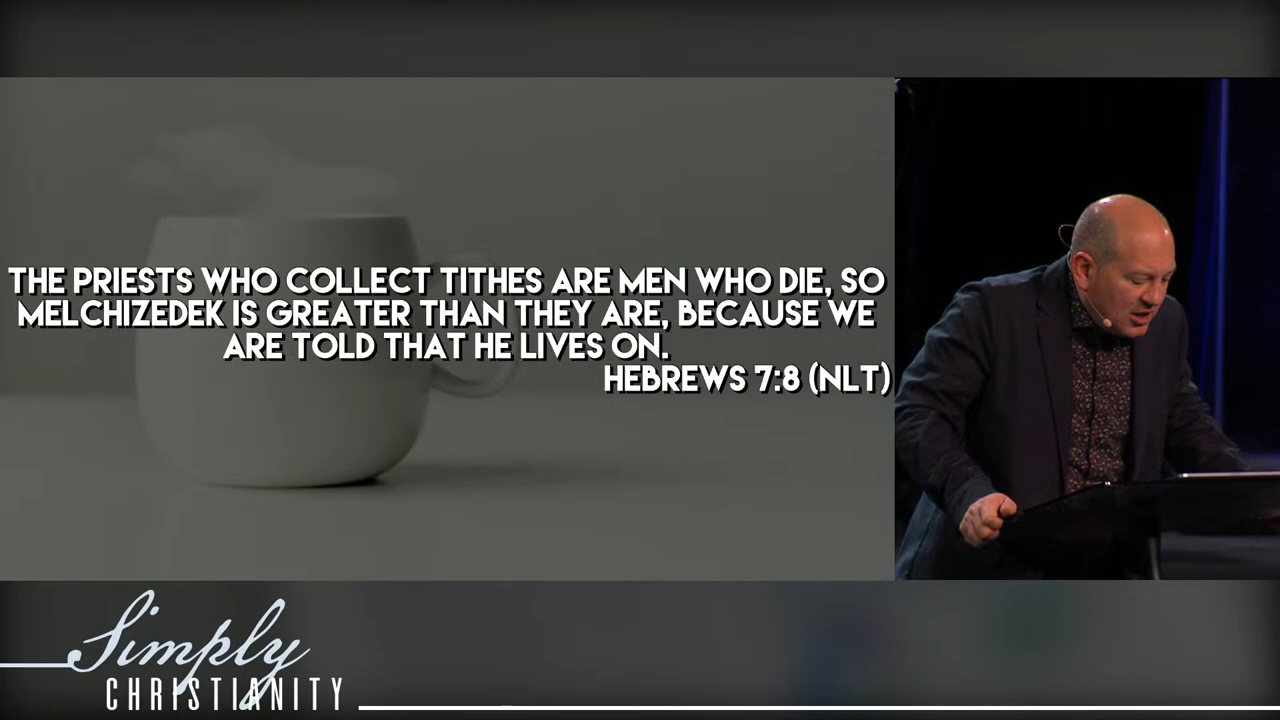 THE PRIESTS WHO COLLECT TITHES ARE MEN WHO DIE, SO
MELCHIZEDEK IS GREATER THAN THEY ARE, BECAUSE WE
ARE TOLD THAT HE LIVES ON.
HEBREWS 7:8 (NLT)
Simply
CHRISTIANITY